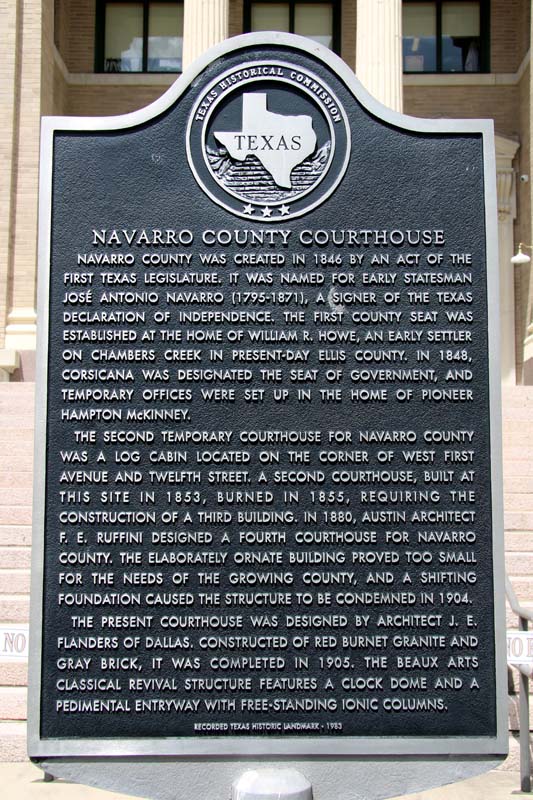 TEXAS HISTORICAL COMMISSION
TEXAS
NAVARRO COUNTY COURTHOUSE
NAVARRO COUNTY WAS CREATED IN 1846 BY AN ACT OF THE
FIRST TEXAS LEGISLATURE. IT WAS NAMED FOR EARLY STATESMAN
JOSÉ ANTONIO NAVARRO (1795-1871), A SIGNER OF THE TEXAS
DECLARATION OF INDEPENDENCE. THE FIRST COUNTY SEAT WAS
ESTABLISHED AT THE HOME OF WILLIAM R. HOWE, AN EARLY SETTLER
ON CHAMBERS CREEK IN PRESENT-DAY ELLIS COUNTY. IN 1848,
CORSICANA WAS DESIGNATED THE SEAT OF GOVERNMENT, AND
TEMPORARY OFFICES WERE SET UP IN THE HOME OF PIONEER
HAMPTON McKINNEY.
THE SECOND TEMPORARY COURTHOUSE FOR NAVARRO COUNTY
WAS A LOG CABIN LOCATED ON THE CORNER OF WEST FIRST
AVENUE AND TWELFTH STREET. A SECOND COURTHOUSE, BUILT AT
THIS SITE IN 1853, BURNED IN 1855, REQUIRING THE
CONSTRUCTION OF A THIRD BUILDING. IN 1880, AUSTIN ARCHITECT
F. E. RUFFINI DESIGNED A FOURTH COURTHOUSE FOR NAVARRO
COUNTY. THE ELABORATELY ORNATE BUILDING PROVED TOO SMALL
FOR THE NEEDS OF THE GROWING COUNTY, AND A SHIFTING
FOUNDATION CAUSED THE STRUCTURE TO BE CONDEMNED IN 1904.
THE PRESENT COURTHOUSE WAS DESIGNED BY ARCHITECT J. E.
FLANDERS OF DALLAS. CONSTRUCTED OF RED BURNET GRANITE AND
GRAY BRICK, IT WAS COMPLETED IN 1905. THE BEAUX ARTS
CLASSICAL REVIVAL STRUCTURE FEATURES A CLOCK DOME AND A
PEDIMENTAL ENTRYWAY WITH FREE-STANDING IONIC COLUMNS.
RECORDED TEXAS HISTORIC LANDMARK - 1983
NO